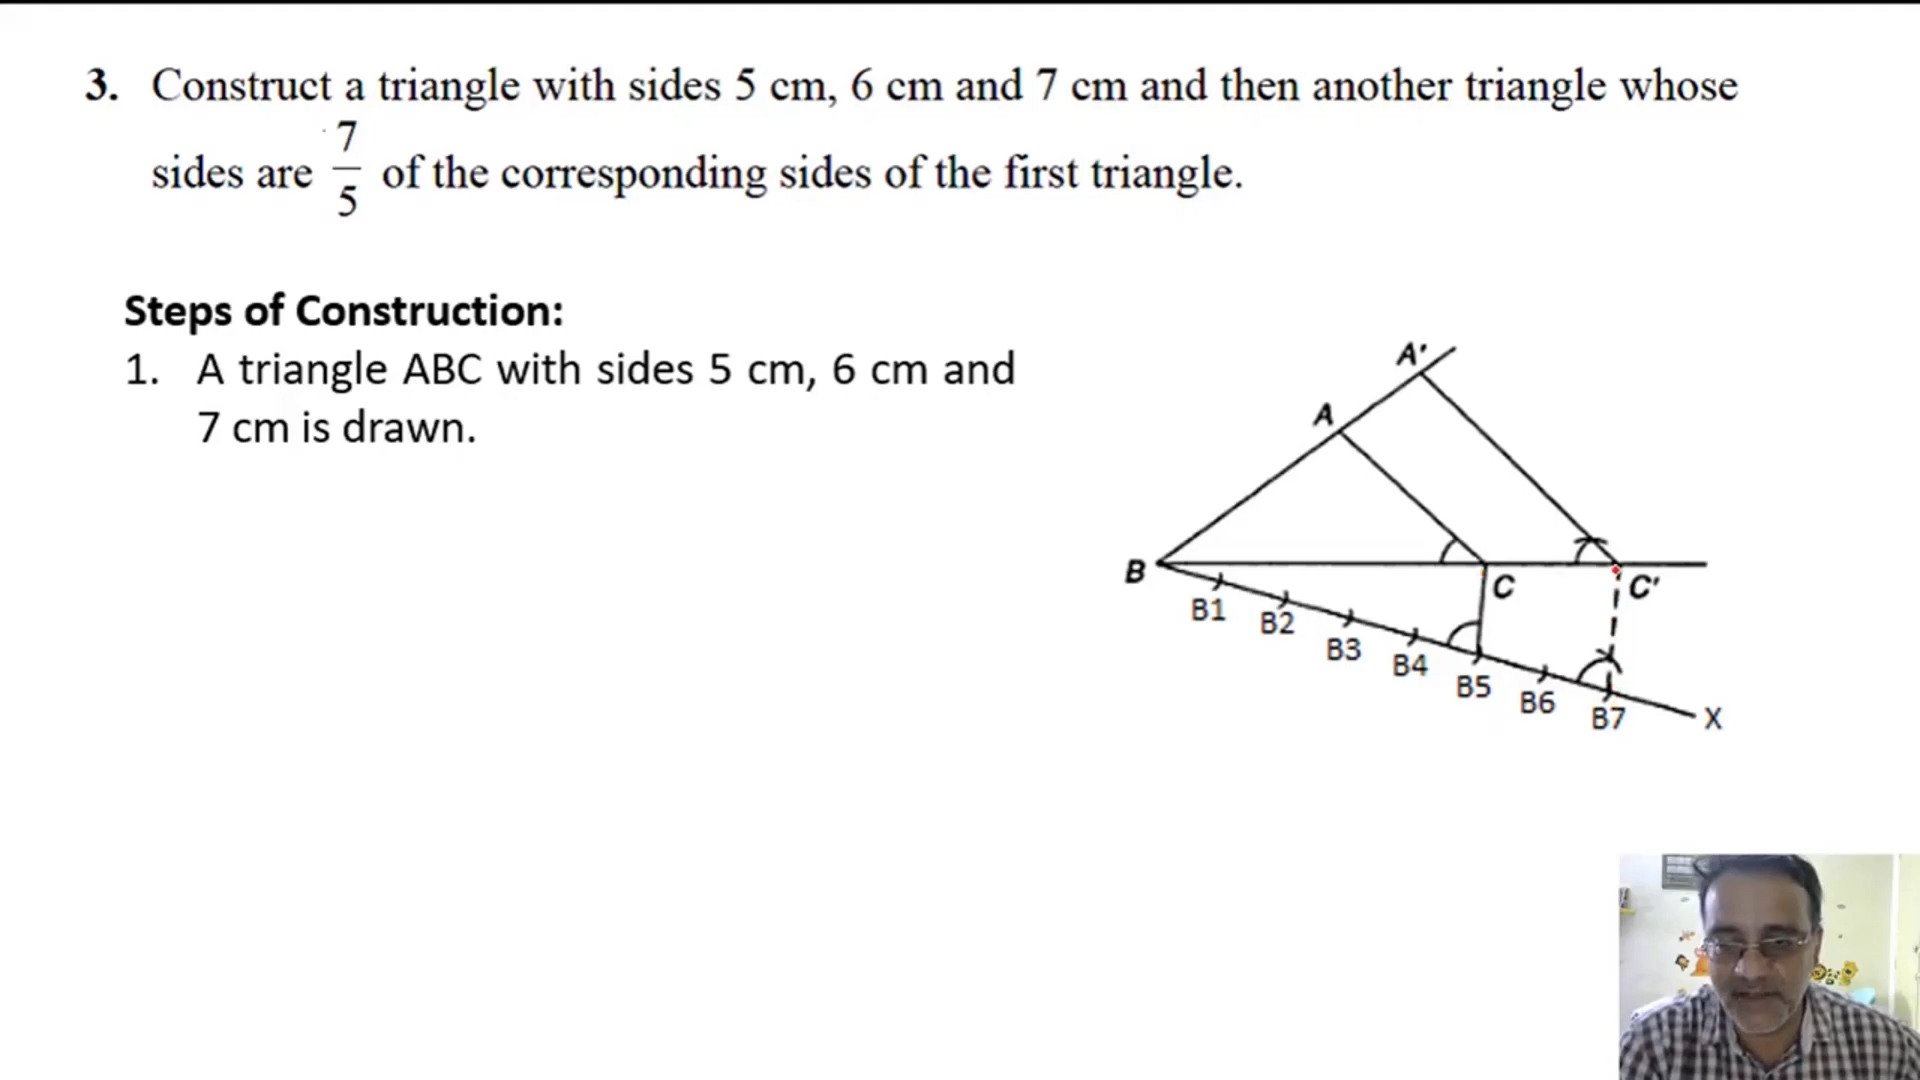 3. Construct a triangle with sides 5 cm, 6 cm and 7 cm and then another triangle whose
sides are 7/5 of the corresponding sides of the first triangle.
Steps of Construction:
1. A triangle ABC with sides 5 cm, 6 cm and
7 cm is drawn.
A'
A
B
C
C'
B1
B2
B3
B4
B5
B6
B7
X